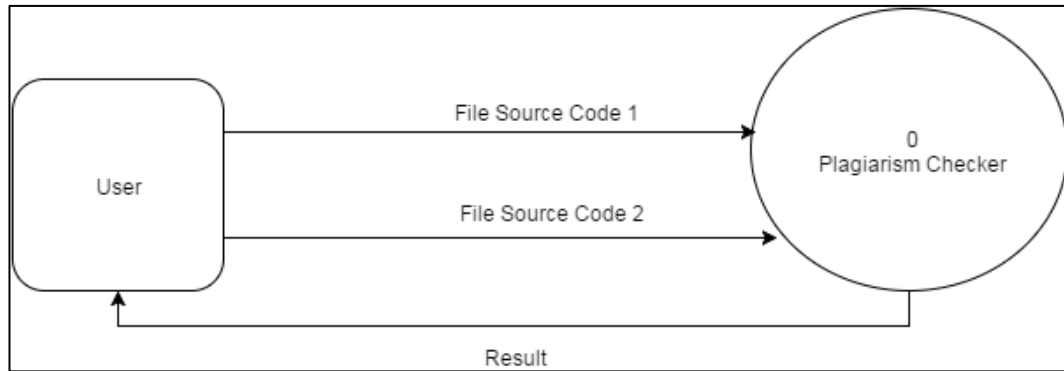 File Source Code 1
0
Plagiarism Checker
User
File Source Code 2
Result